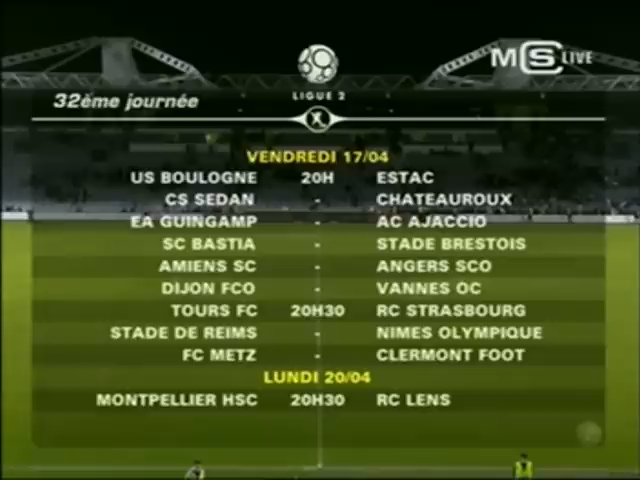 MCS LIVE
LIGUE 2
32ème journée
VENDREDI 17/04
US BOULOGNE 20H ESTAC
CS SEDAN - CHATEAUROUX
EA GUINGAMP - AC AJACCIO
SC BASTIA - STADE BRESTOIS
AMIENS SC - ANGERS SCO
DIJON FCO - VANNES OC
TOURS FC 20H30 RC STRASBOURG
STADE DE REIMS - NIMES OLYMPIQUE
FC METZ - CLERMONT FOOT
LUNDI 20/04
MONTPELLIER HSC 20H30 RC LENS